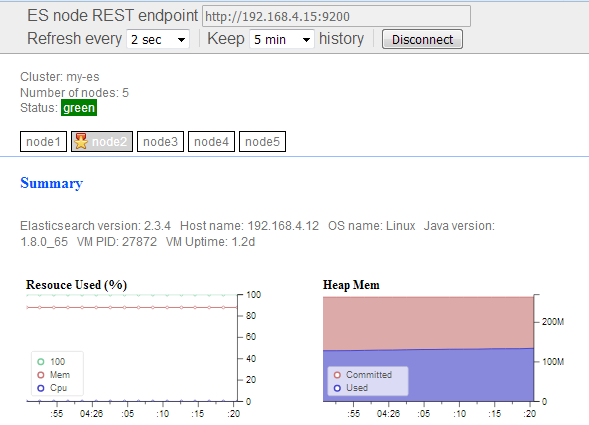 ES node REST endpoint http://192.168.4.15:9200
Refresh every 2 sec Keep 5 min history Disconnect
Cluster: my-es
Number of nodes: 5
Status: green
node1 node2 node3 node4 node5
Summary
Elasticsearch version: 2.3.4 Host name: 192.168.4.12 OS name: Linux Java version:
1.8.0_65 VM PID: 27872 VM Uptime: 1.2d
Resouce Used (%)
100
80
60
40
20
0
100
Mem
Cpu
:55 04:26 :05 :10 :15 :20
Heap Mem
200M
100M
0
Committed
Used
:55 04:26 :05 :10 :15 :20